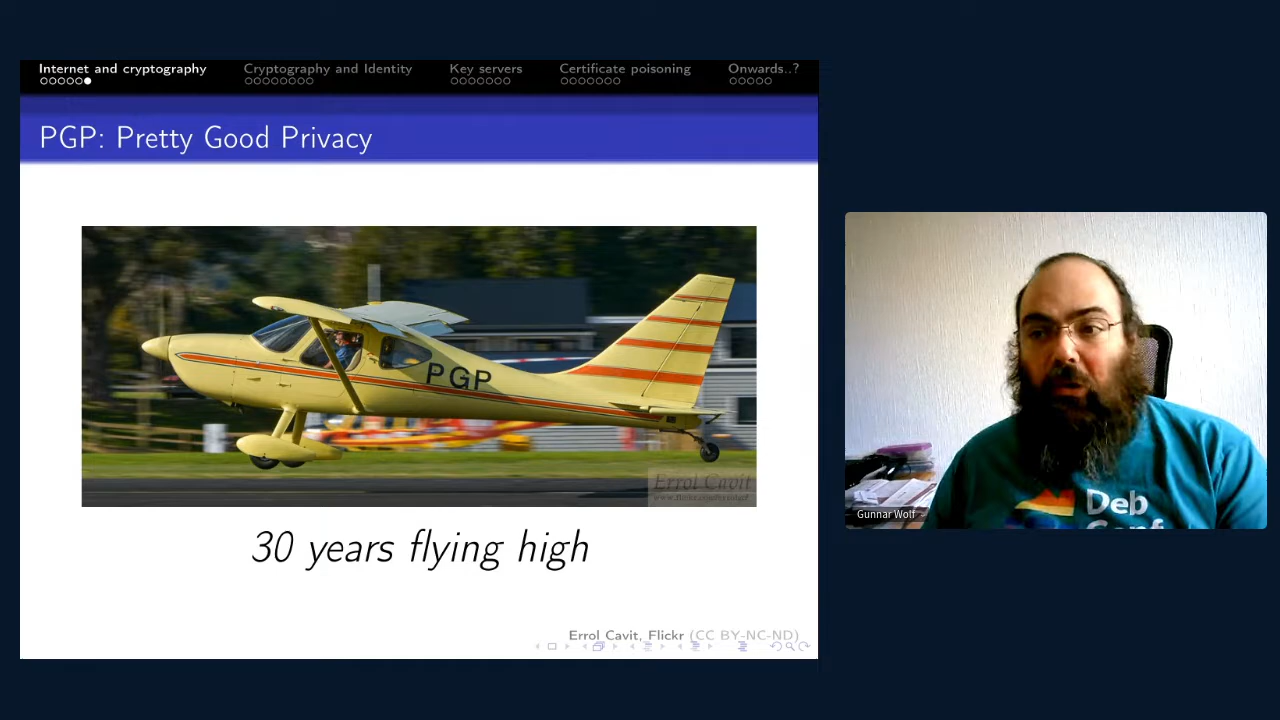 Internet and cryptography
Cryptography and Identity
Key servers
Certificate poisoning
Onwards..?
PGP: Pretty Good Privacy
PGP
Errol Cavit
30 years flying high
Errol Cavit, Flickr (CC BY-NC-ND)
Deb
Conf
Gunnar Wolf